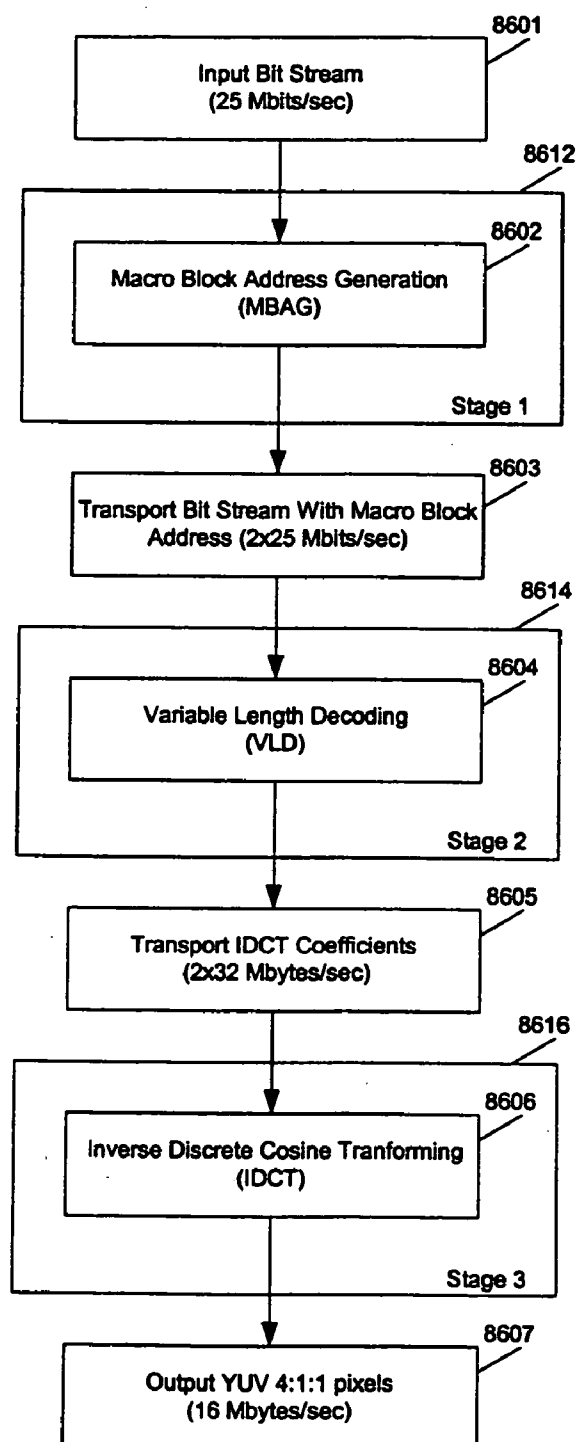 8601
Input Bit Stream
(25 Mbits/sec)
8612
8602
Macro Block Address Generation
(MBAG)
Stage 1
8603
Transport Bit Stream With Macro Block
Address (2x25 Mbits/sec)
8614
8604
Variable Length Decoding
(VLD)
Stage 2
8605
Transport IDCT Coefficients
(2x32 Mbytes/sec)
8616
8606
Inverse Discrete Cosine Tranforming
(IDCT)
Stage 3
8607
Output YUV 4:1:1 pixels
(16 Mbytes/sec)